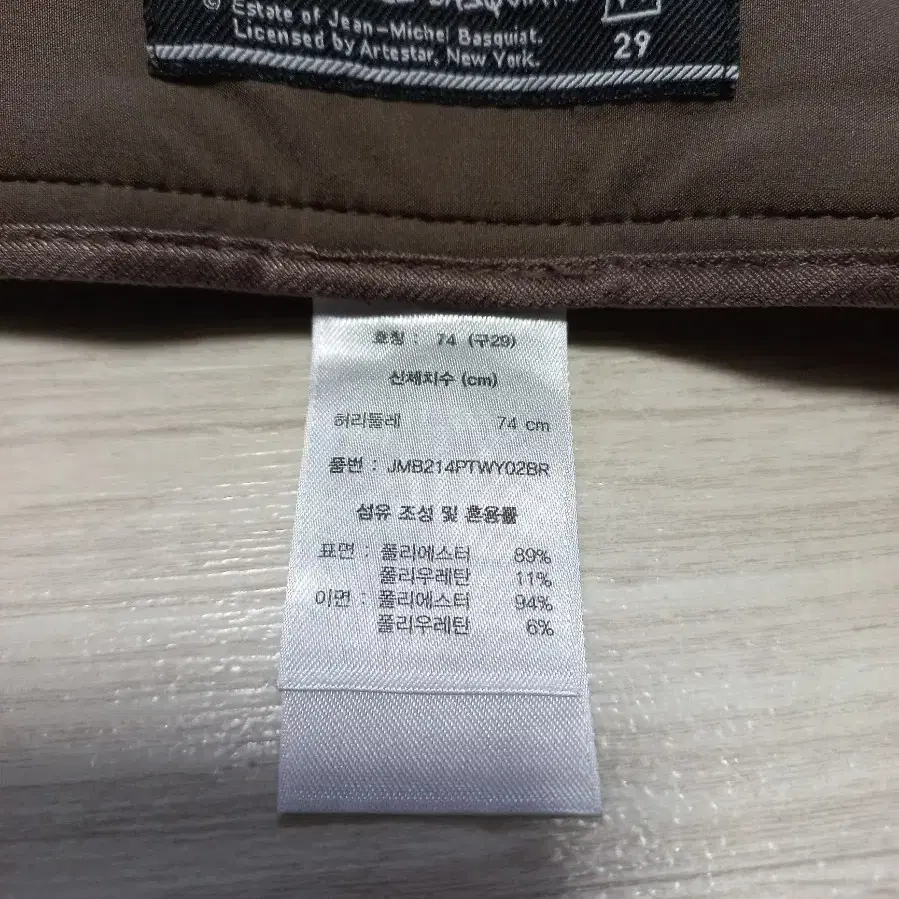 © Estate of Jean-Michel Basquiat.
Licensed by Artestar, New York.
29
호칭 : 74 (구29)
신체치수 (cm)
허리둘레 74 cm
품번 : JMB214PTWY02BR
섬유 조성 및 혼용률
표면 : 폴리에스터 89%
폴리우레탄 11%
이면 : 폴리에스터 94%
폴리우레탄 6%